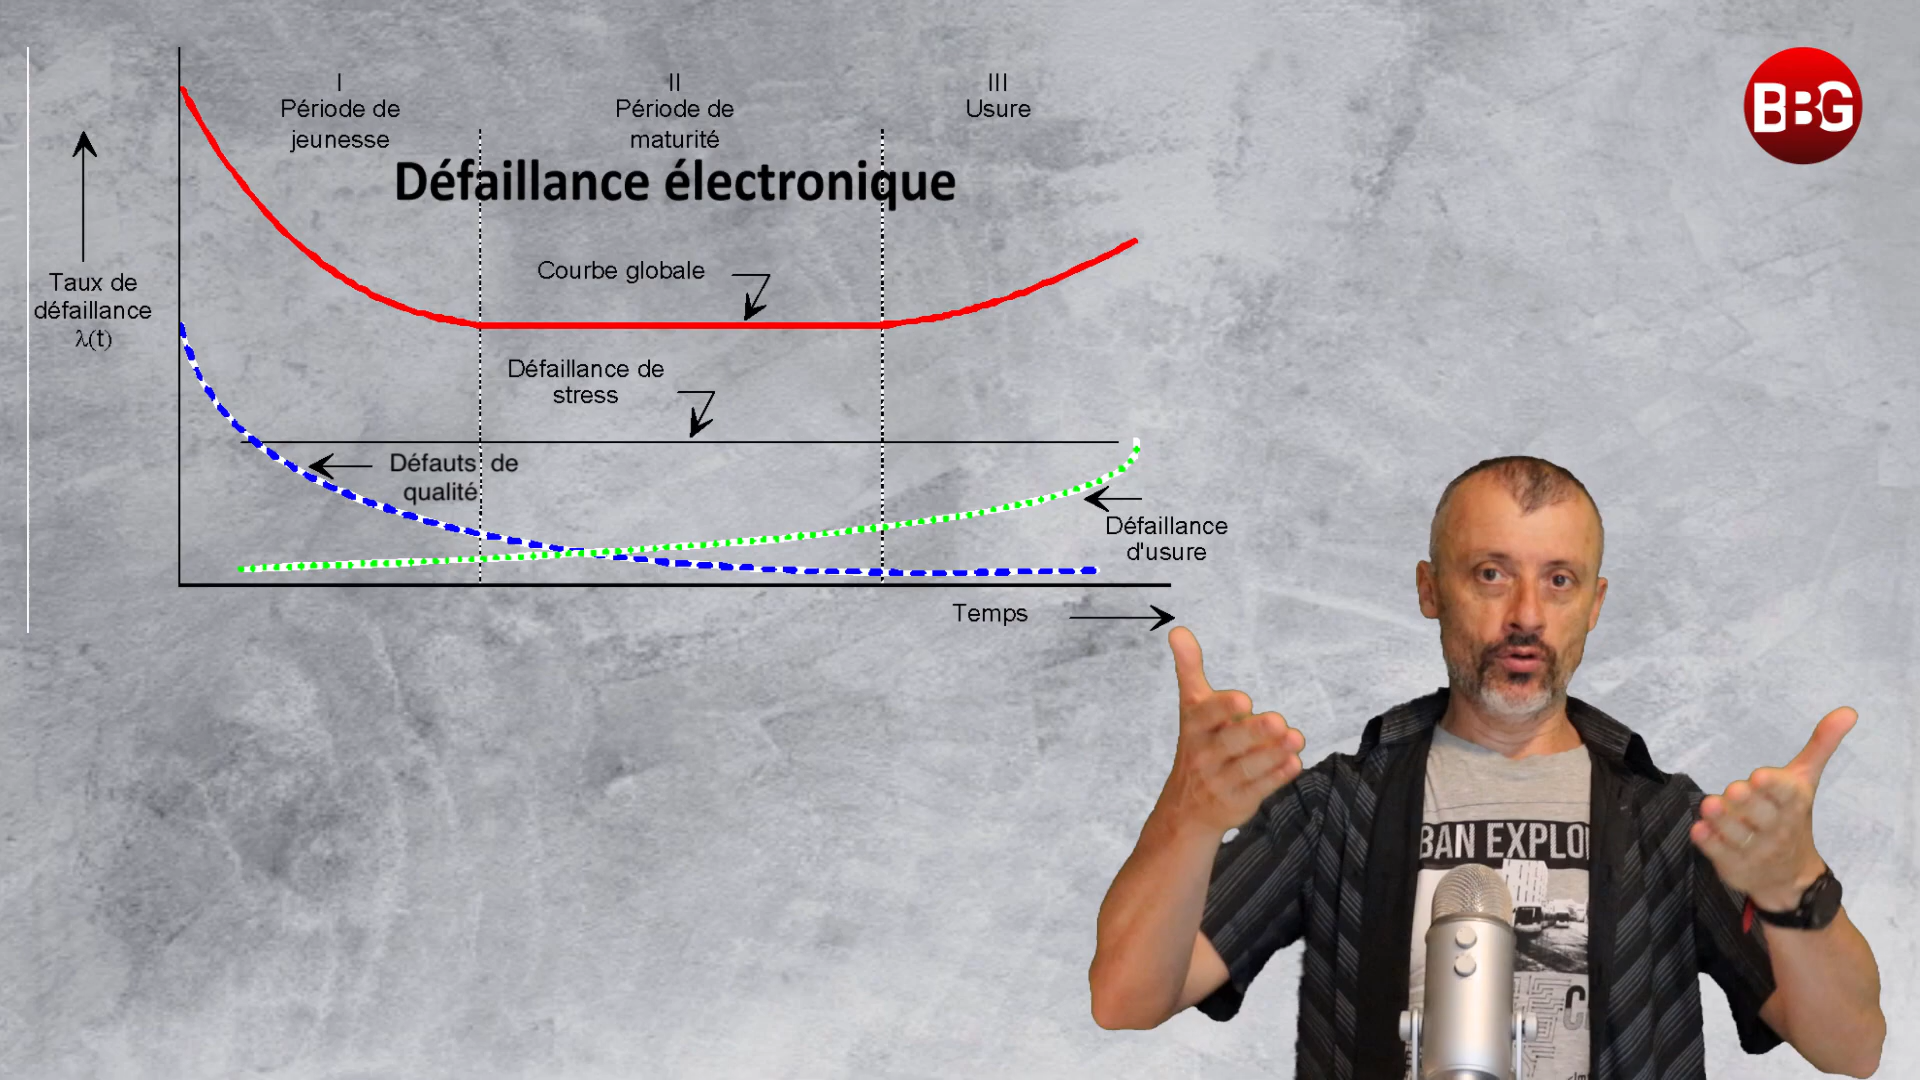 I
Période de
jeunesse
II
Période de
maturité
III
Usure
BBG
Défaillance électronique
Taux de
défaillance
λ(t)
Courbe globale
Défaillance de
stress
Défauts de
qualité
Défaillance
d'usure
Temps
BAN EXPLO